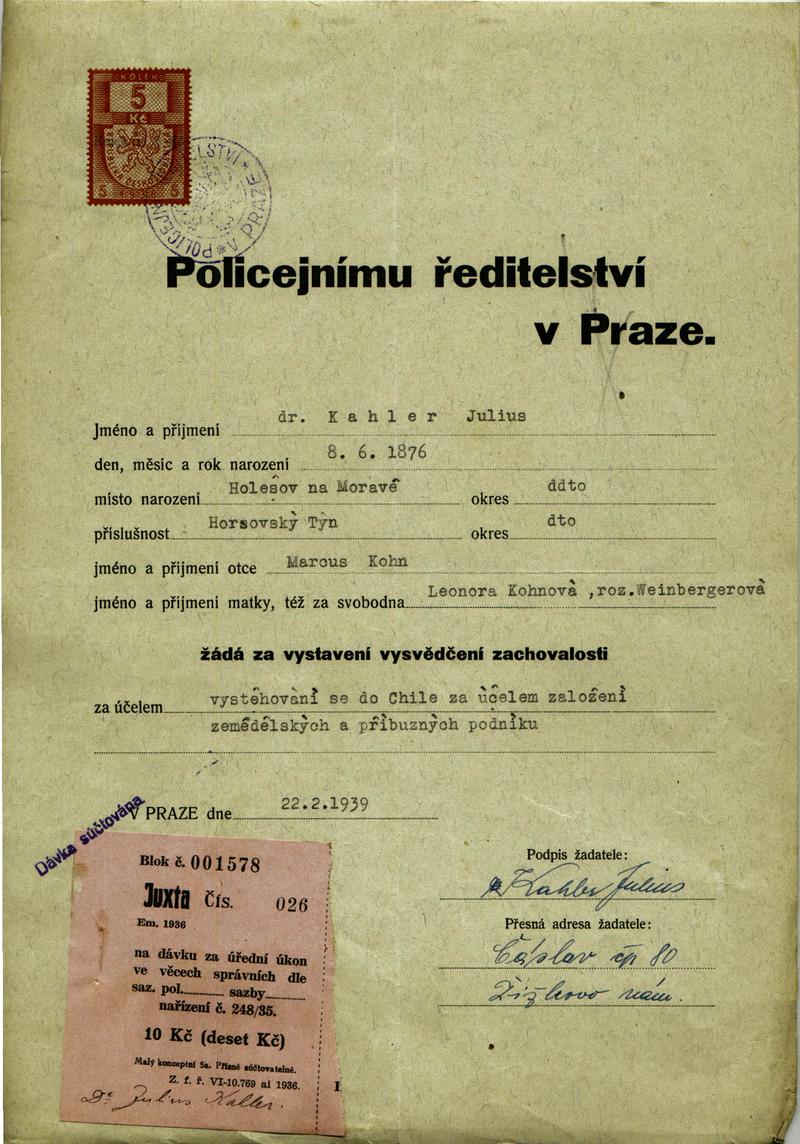 KOLEK
5
Kč
5 5
POLICEJNÍ ŘEDITELSTVÍ * V PRAZE *
Policejnímu ředitelství
v Praze.
Jméno a příjmení dr. Kahler Julius
den, měsíc a rok narození 8. 6. 1876
místo narození Holešov na Moravě okres ddto
příslušnost Horsovský Týn okres dto
jméno a příjmení otce Marcus Kohn
jméno a příjmení matky, též za svobodna Leonora Kohnová ,roz.Weinbergerová
žádá za vystavení vysvědčení zachovalosti
za účelem vystěhování se do Chile za účelem založení
zemědělských a příbuzných podniku
V PRAZE dne 22.2.1939
Dávka súčtována
Blok č. 001578
Juxta Čís. 026
Em. 1936
na dávku za úřední úkon
ve věcech správních dle
saz. pol. sazby
nařízení č. 248/35.
10 Kč (deset Kč)
Malý konceptní 5a. Přísně súčtovatelné.
Z. f. ř. VI-10.769 ai 1936.
Dr Julius Kahler.
Podpis žadatele:
Kahler Julius
Přesná adresa žadatele:
Čáslav čp 80
Žižkovo nám.